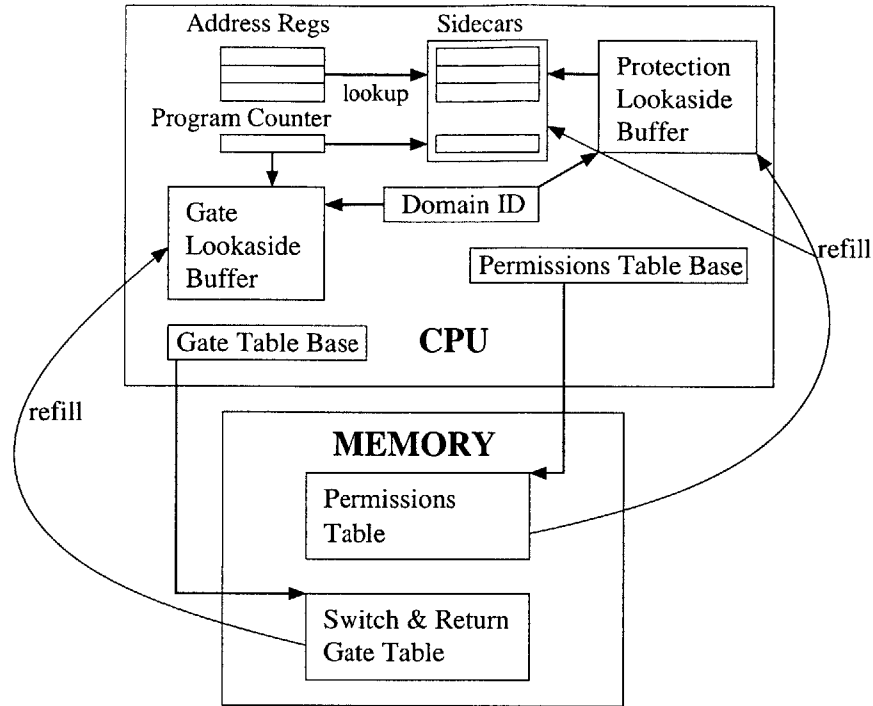 Address Regs
Sidecars
lookup
Protection
Lookaside
Buffer
Program Counter
Domain ID
Gate
Lookaside
Buffer
refill
Permissions Table Base
Gate Table Base
CPU
refill
MEMORY
Permissions
Table
Switch & Return
Gate Table